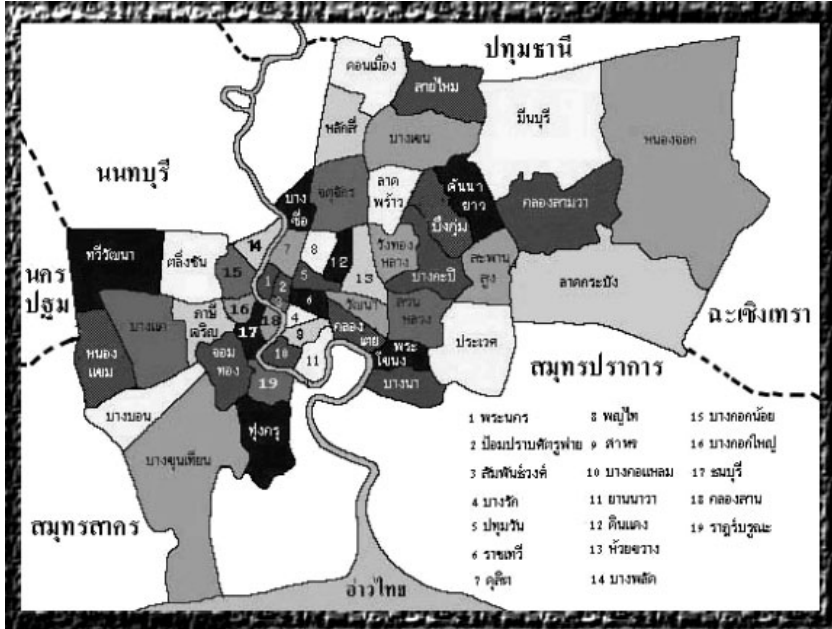 ปทุมธานี
ดอนเมือง
สายไหม
มีนบุรี
หนองจอก
หลักสี่
บางเขน
นนทบุรี
จตุจักร
ลาด
พร้าว
คันนา
ยาว
คลองสามวา
บึงกุ่ม
บาง
ซื่อ
ทวีวัฒนา
ตลิ่งชัน
14
7
8
12
วังทอง
หลาง
สะพาน
สูง
นคร
ปฐม
15
1
2
5
13
บางกะปิ
ลาดกระบัง
ฉะเชิงเทรา
บางแค
ภาษี
เจริญ
16
18
3
6
4
วัฒนา
สวน
หลวง
17
9
คลอง
เตย
พระ
โขนง
ประเวศ
สมุทรปราการ
หนอง
แขม
จอม
ทอง
10
11
บางนา
19
บางบอน
ทุ่งครุ
บางขุนเทียน
สมุทรสาคร
อ่าวไทย
1 พระนคร
2 ป้อมปราบศัตรูพ่าย
3 สัมพันธ์วงศ์
4 บางรัก
5 ปทุมวัน
6 ราชเทวี
7 ดุสิต
8 พญไท
9 สาทร
10 บางคอแหลม
11 ยานนาวา
12 ดินแดง
13 ห้วยขวาง
14 บางพลัด
15 บางกอกน้อย
16 บางกอกใหญ่
17 ธนบุรี
18 คลองสาน
19 ราฎร์บูรณะ